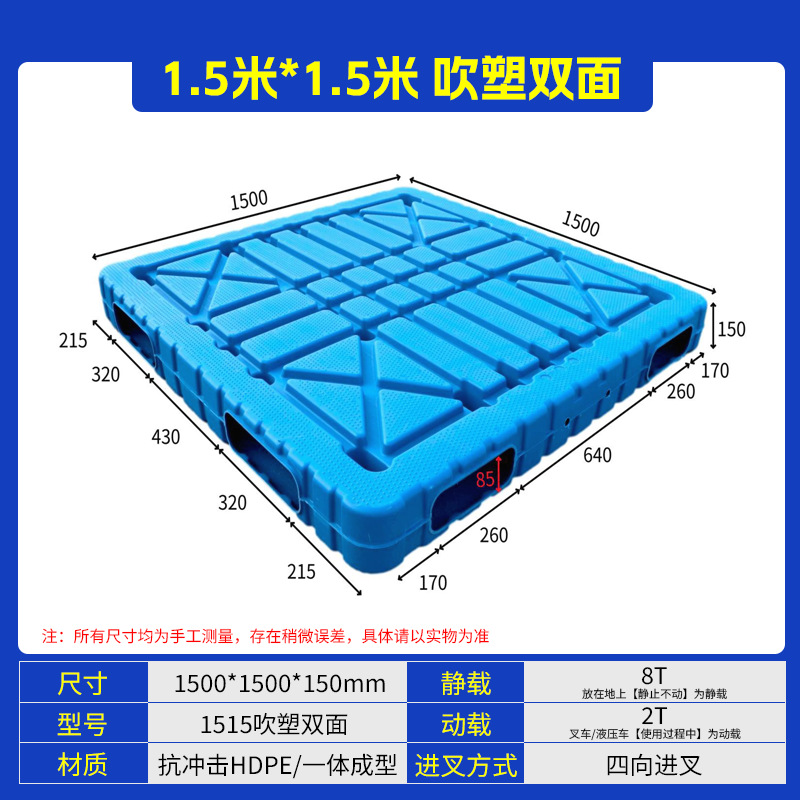 1.5米*1.5米 吹塑双面
1500
1500
150
215
320
430
320
215
170
260
640
260
170
85
注：所有尺寸均为手工测量，存在稍微误差，具体请以实物为准
尺寸 1500*1500*150mm 静载 8T
放在地上【静止不动】为静载
型号 1515吹塑双面 动载 2T
叉车/液压车【使用过程中】为动载
材质 抗冲击HDPE/一体成型 进叉方式 四向进叉